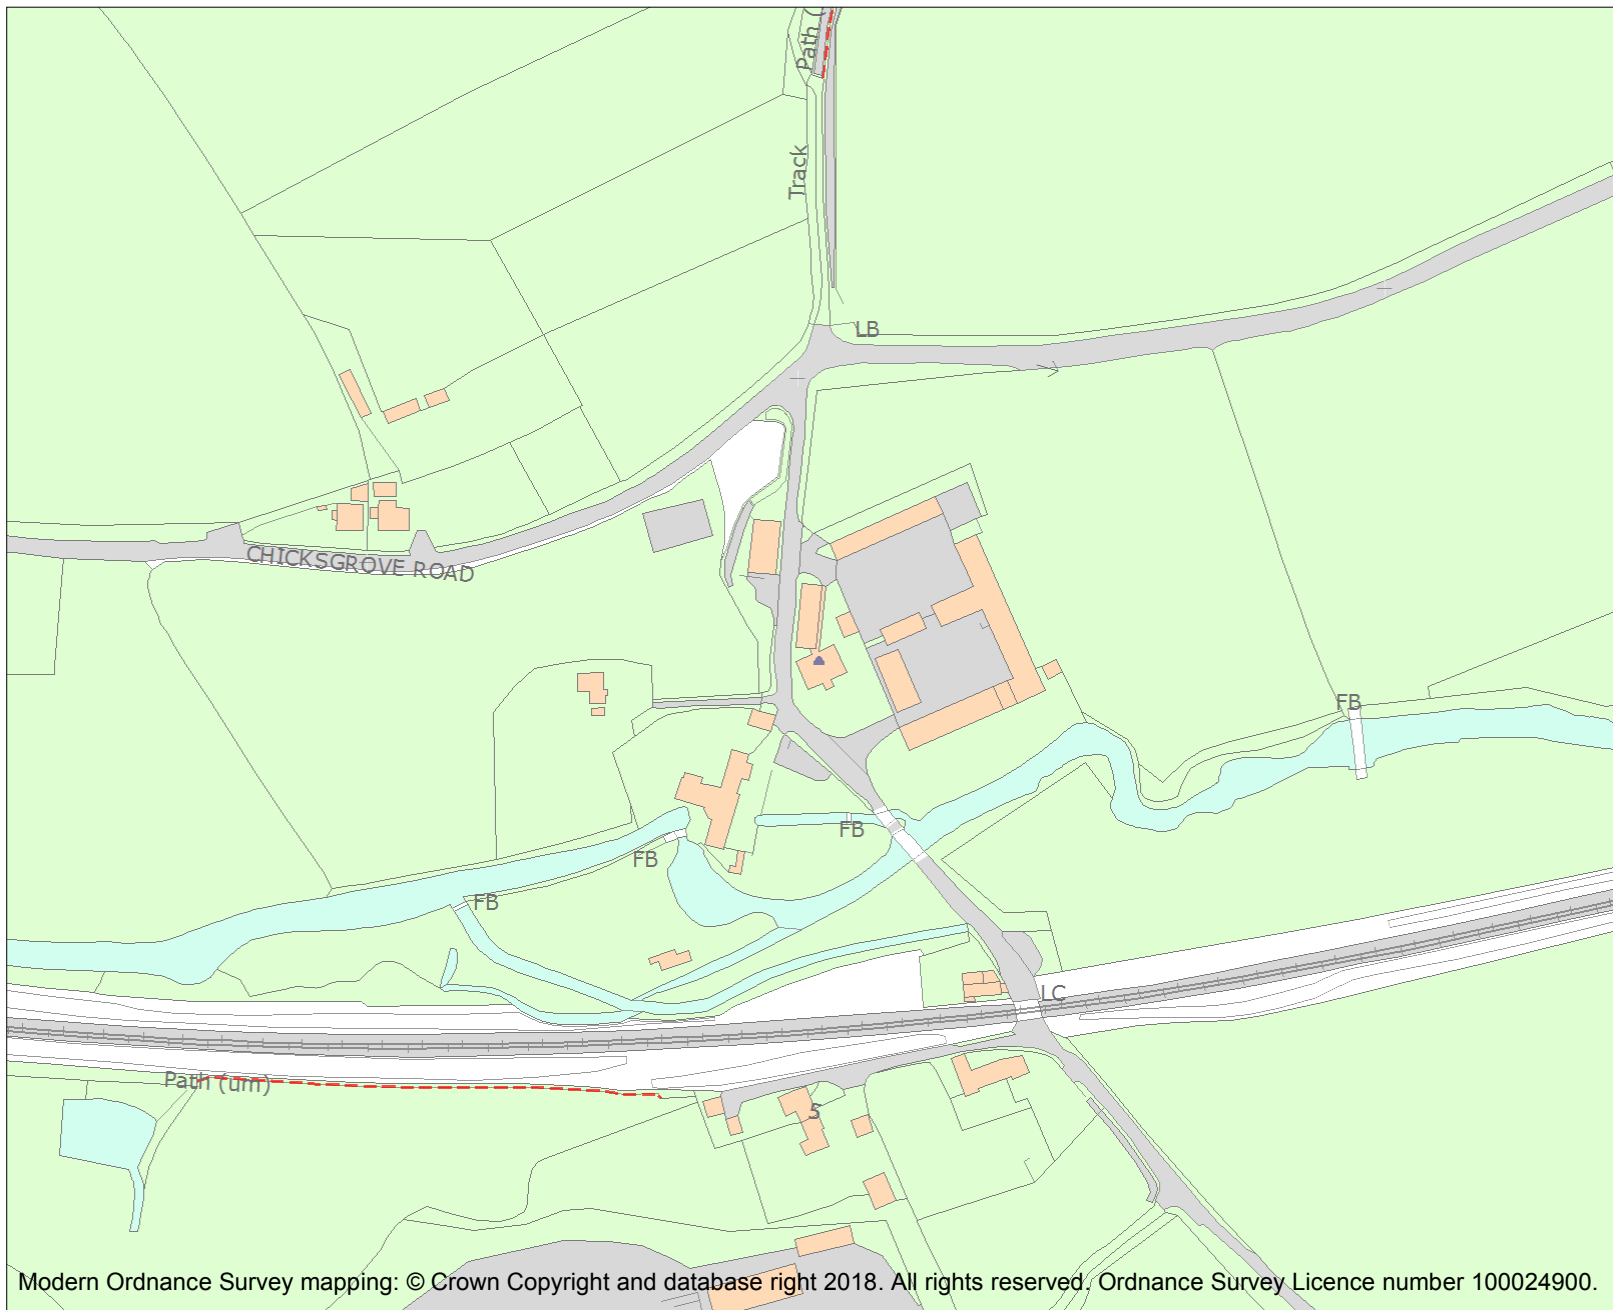 Path (
Track
LB
CHICKSGROVE ROAD
FB
FB
FB
FB
LC
Path (um)
5
Modern Ordnance Survey mapping: © Crown Copyright and database right 2018. All rights reserved. Ordnance Survey Licence number 100024900.